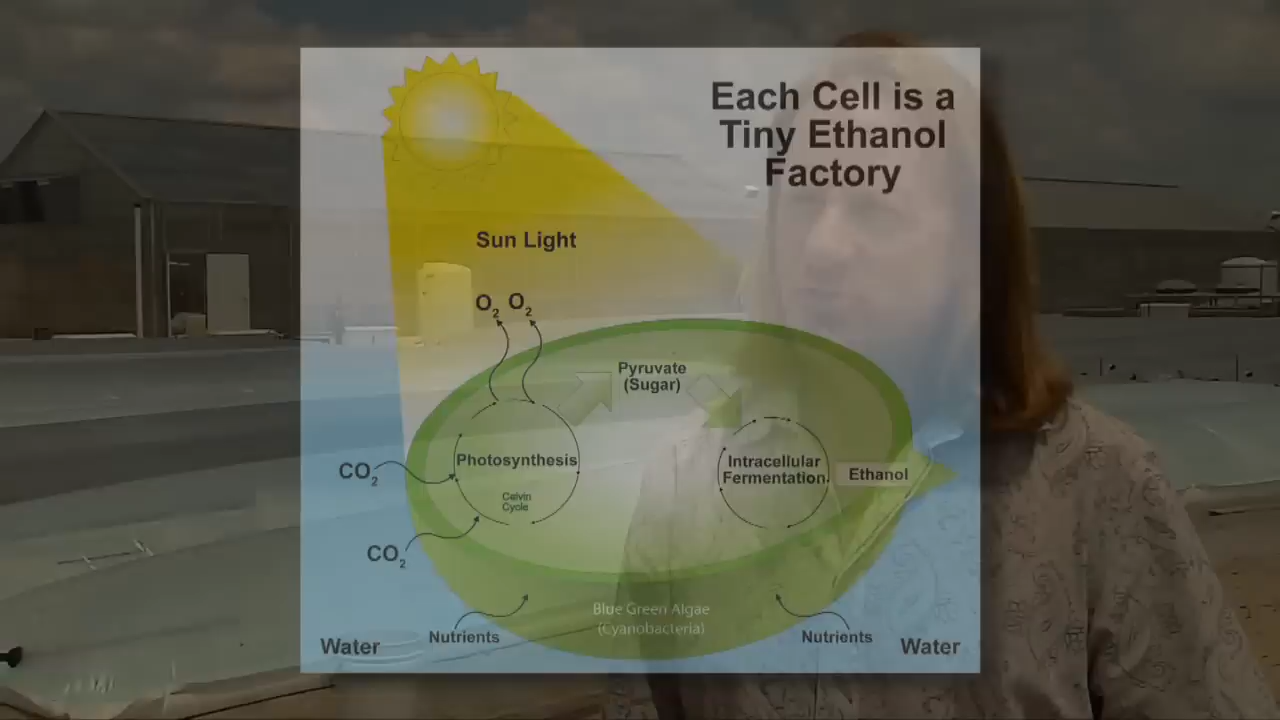 Each Cell is a
Tiny Ethanol
Factory
Sun Light
O2 O2
Pyruvate
(Sugar)
CO2
Photosynthesis
Calvin
Cycle
Intracellular
Fermentation
Ethanol
CO2
Blue Green Algae
(Cyanobacteria)
Nutrients
Nutrients
Water
Water